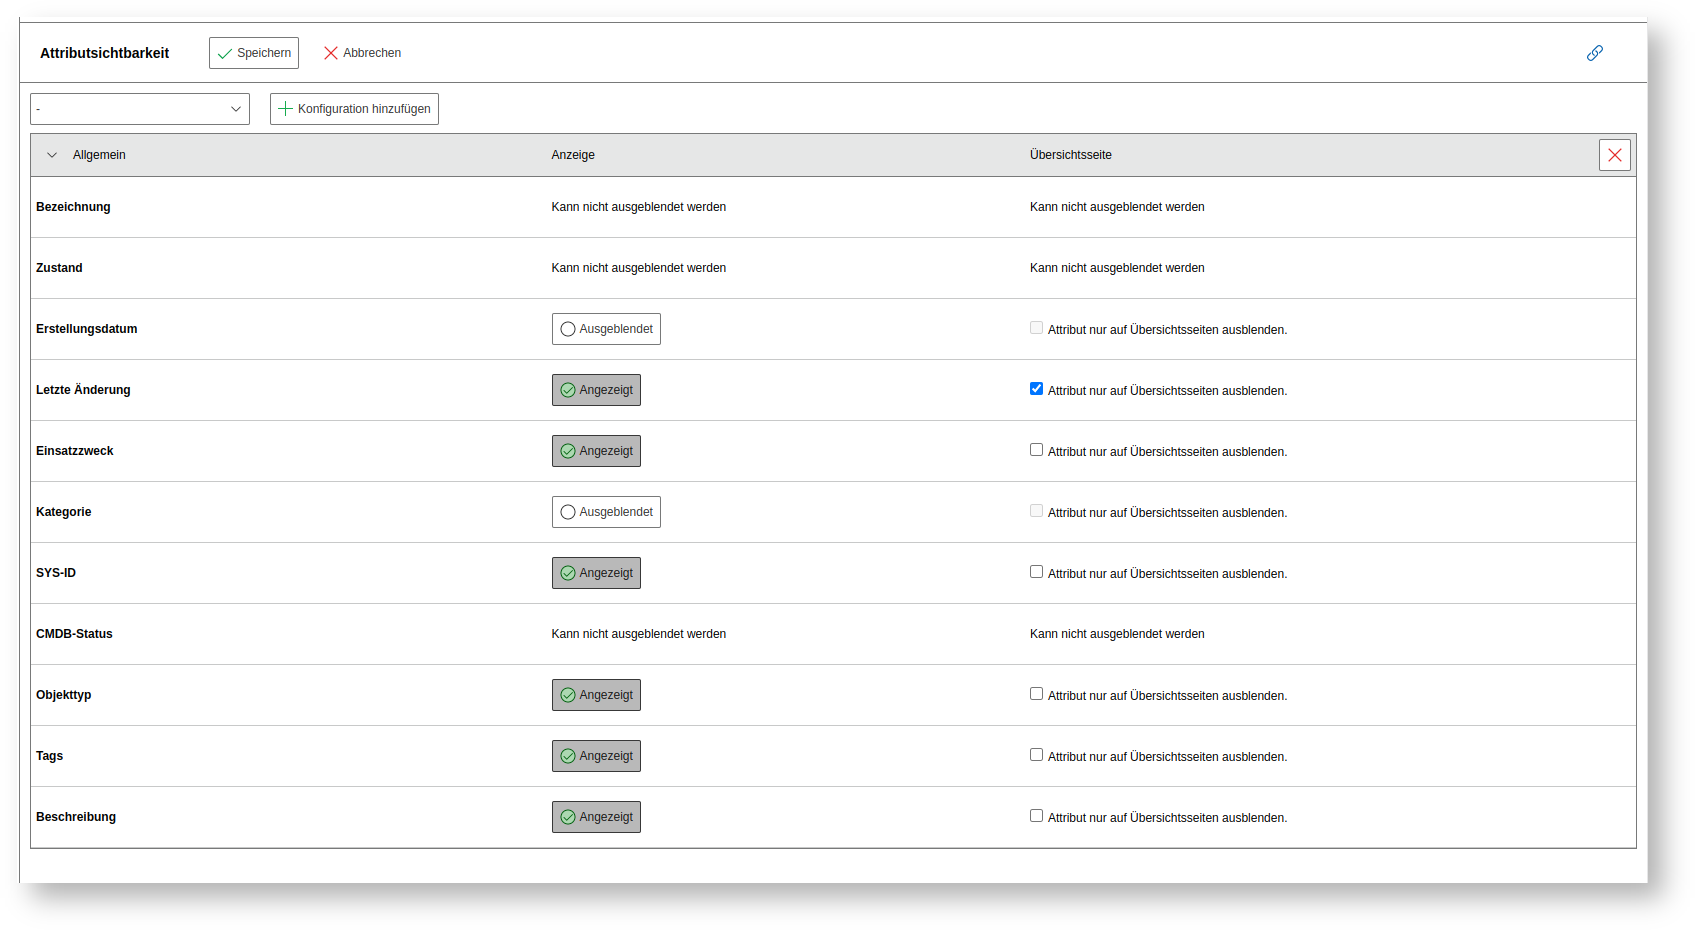 Attributsichtbarkeit Speichern Abbrechen
- Konfiguration hinzufügen
Allgemein Anzeige Übersichtsseite
Bezeichnung Kann nicht ausgeblendet werden Kann nicht ausgeblendet werden
Zustand Kann nicht ausgeblendet werden Kann nicht ausgeblendet werden
Erstellungsdatum Ausgeblendet Attribut nur auf Übersichtsseiten ausblenden.
Letzte Änderung Angezeigt Attribut nur auf Übersichtsseiten ausblenden.
Einsatzzweck Angezeigt Attribut nur auf Übersichtsseiten ausblenden.
Kategorie Ausgeblendet Attribut nur auf Übersichtsseiten ausblenden.
SYS-ID Angezeigt Attribut nur auf Übersichtsseiten ausblenden.
CMDB-Status Kann nicht ausgeblendet werden Kann nicht ausgeblendet werden
Objekttyp Angezeigt Attribut nur auf Übersichtsseiten ausblenden.
Tags Angezeigt Attribut nur auf Übersichtsseiten ausblenden.
Beschreibung Angezeigt Attribut nur auf Übersichtsseiten ausblenden.